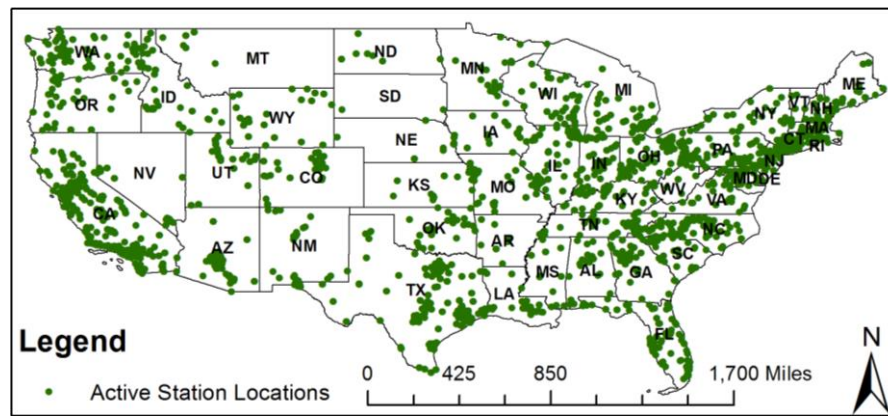 WA
MT
ND
MN
ME
OR
ID
WY
SD
WI
MI
NY
VT
NH
MA
CT
RI
NV
UT
CO
NE
IA
IL
IN
OH
PA
NJ
CA
KS
MO
KY
WV
VA
MD
DE
AZ
NM
OK
AR
TN
NC
SC
TX
LA
MS
AL
GA
FL
Legend
Active Station Locations
0 425 850 1,700 Miles
N